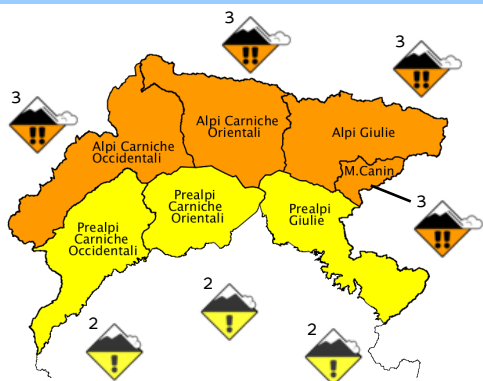 3
3
3
Alpi Carniche
Orientali
Alpi Giulie
Alpi Carniche
Occidentali
M.Canin
3
Prealpi
Carniche
Orientali
Prealpi
Giulie
Prealpi
Carniche
Occidentali
2
2
2
!!
!!
!!
!!
!
!
!